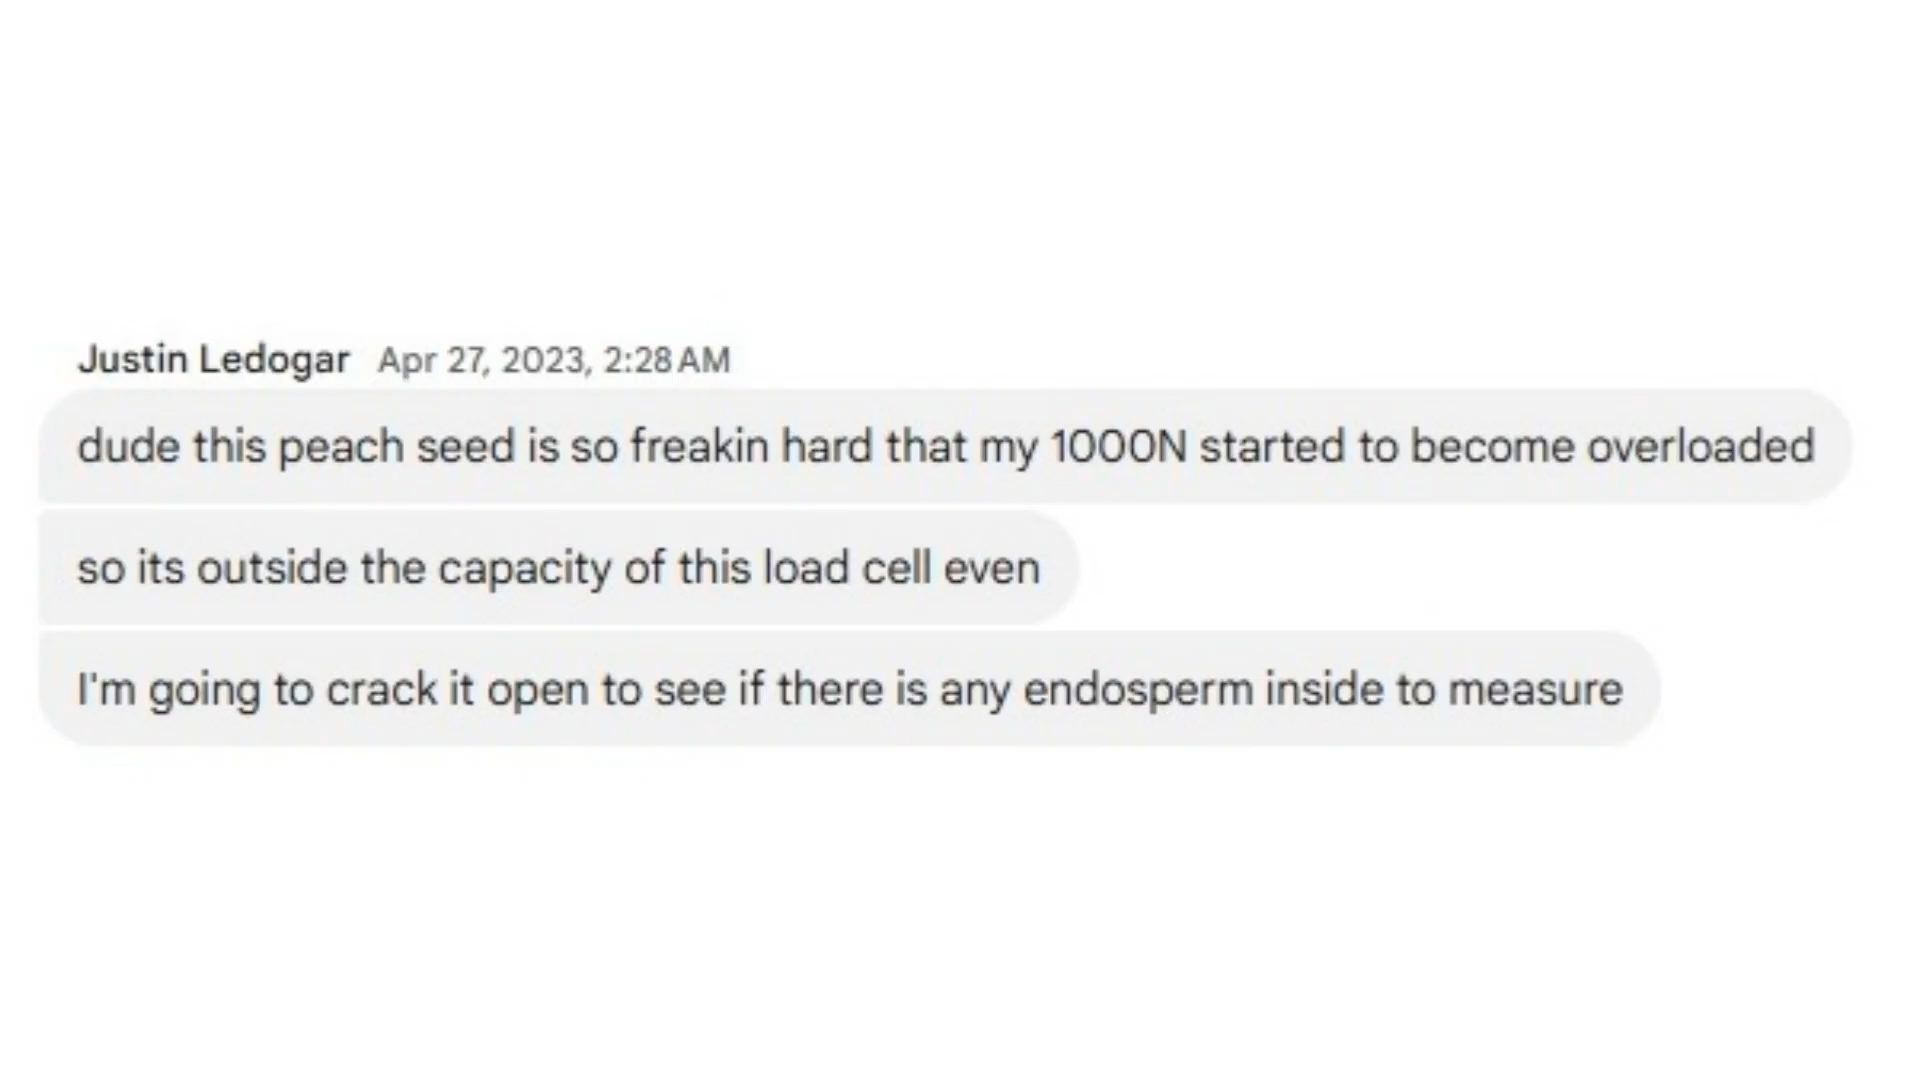 Justin Ledogar Apr 27, 2023, 2:28 AM
dude this peach seed is so freakin hard that my 1000N started to become overloaded
so its outside the capacity of this load cell even
I'm going to crack it open to see if there is any endosperm inside to measure